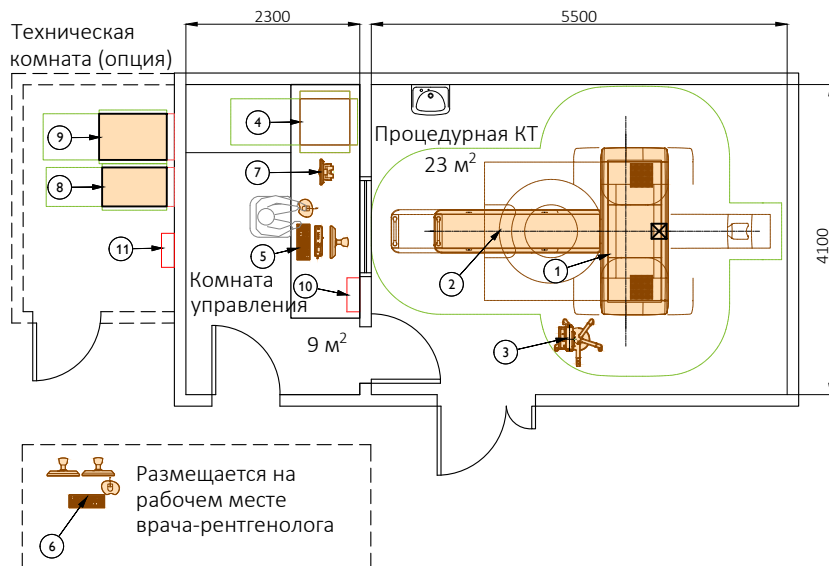 2300
5500
Техническая
комната (опция)
4
Процедурная КТ
23 м²
9
7
8
5
11
2
1
Комната
управления
10
4100
9 м²
3
Размещается на
рабочем месте
врача-рентгенолога
6